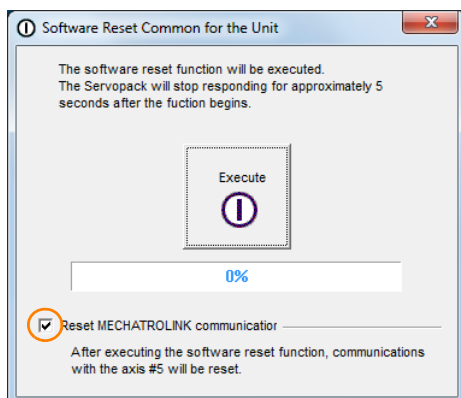 Software Reset Common for the Unit
The software reset function will be executed.
The Servopack will stop responding for approximately 5
seconds after the fuction begins.
Execute
0%
Reset MECHATROLINK communicatior
After executing the software reset function, communications
with the axis #5 will be reset.